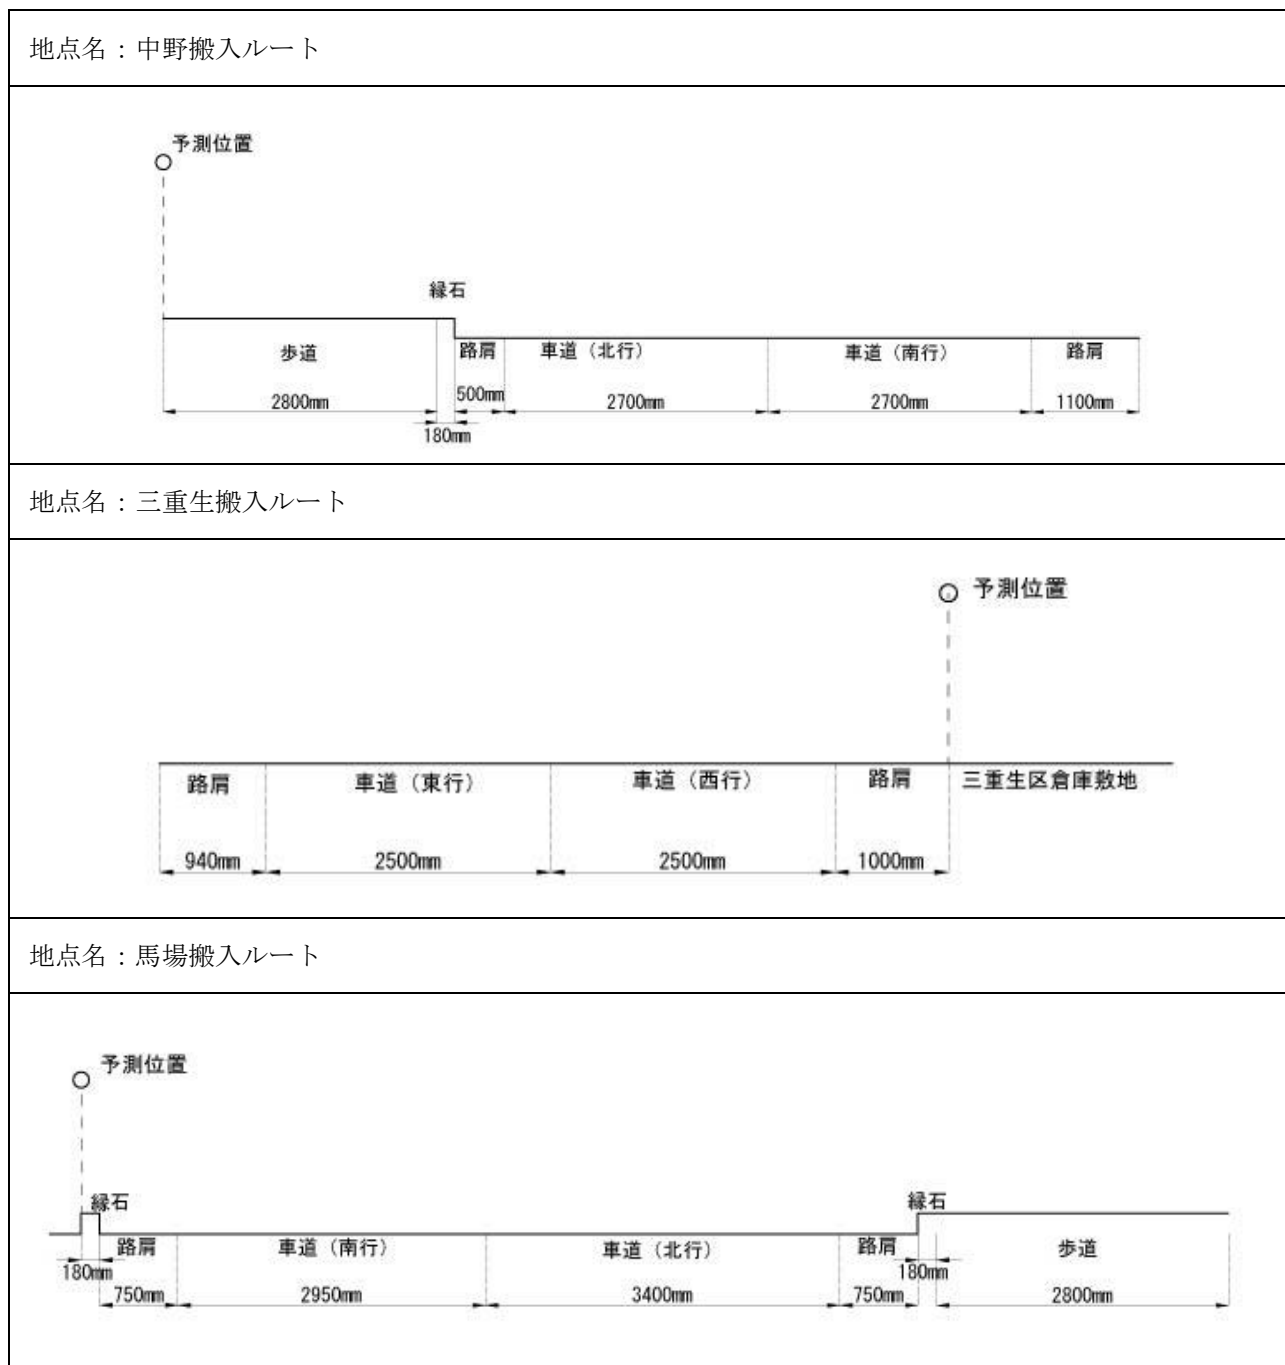 地点名：中野搬入ルート
予測位置
縁石
歩道 路肩 車道（北行） 車道（南行） 路肩
2800mm 500mm 2700mm 2700mm 1100mm
180mm
地点名：三重生搬入ルート
予測位置
路肩 車道（東行） 車道（西行） 路肩 三重生区倉庫敷地
940mm 2500mm 2500mm 1000mm
地点名：馬場搬入ルート
予測位置
縁石 縁石
路肩 車道（南行） 車道（北行） 路肩 歩道
180mm 180mm
750mm 2950mm 3400mm 750mm 2800mm